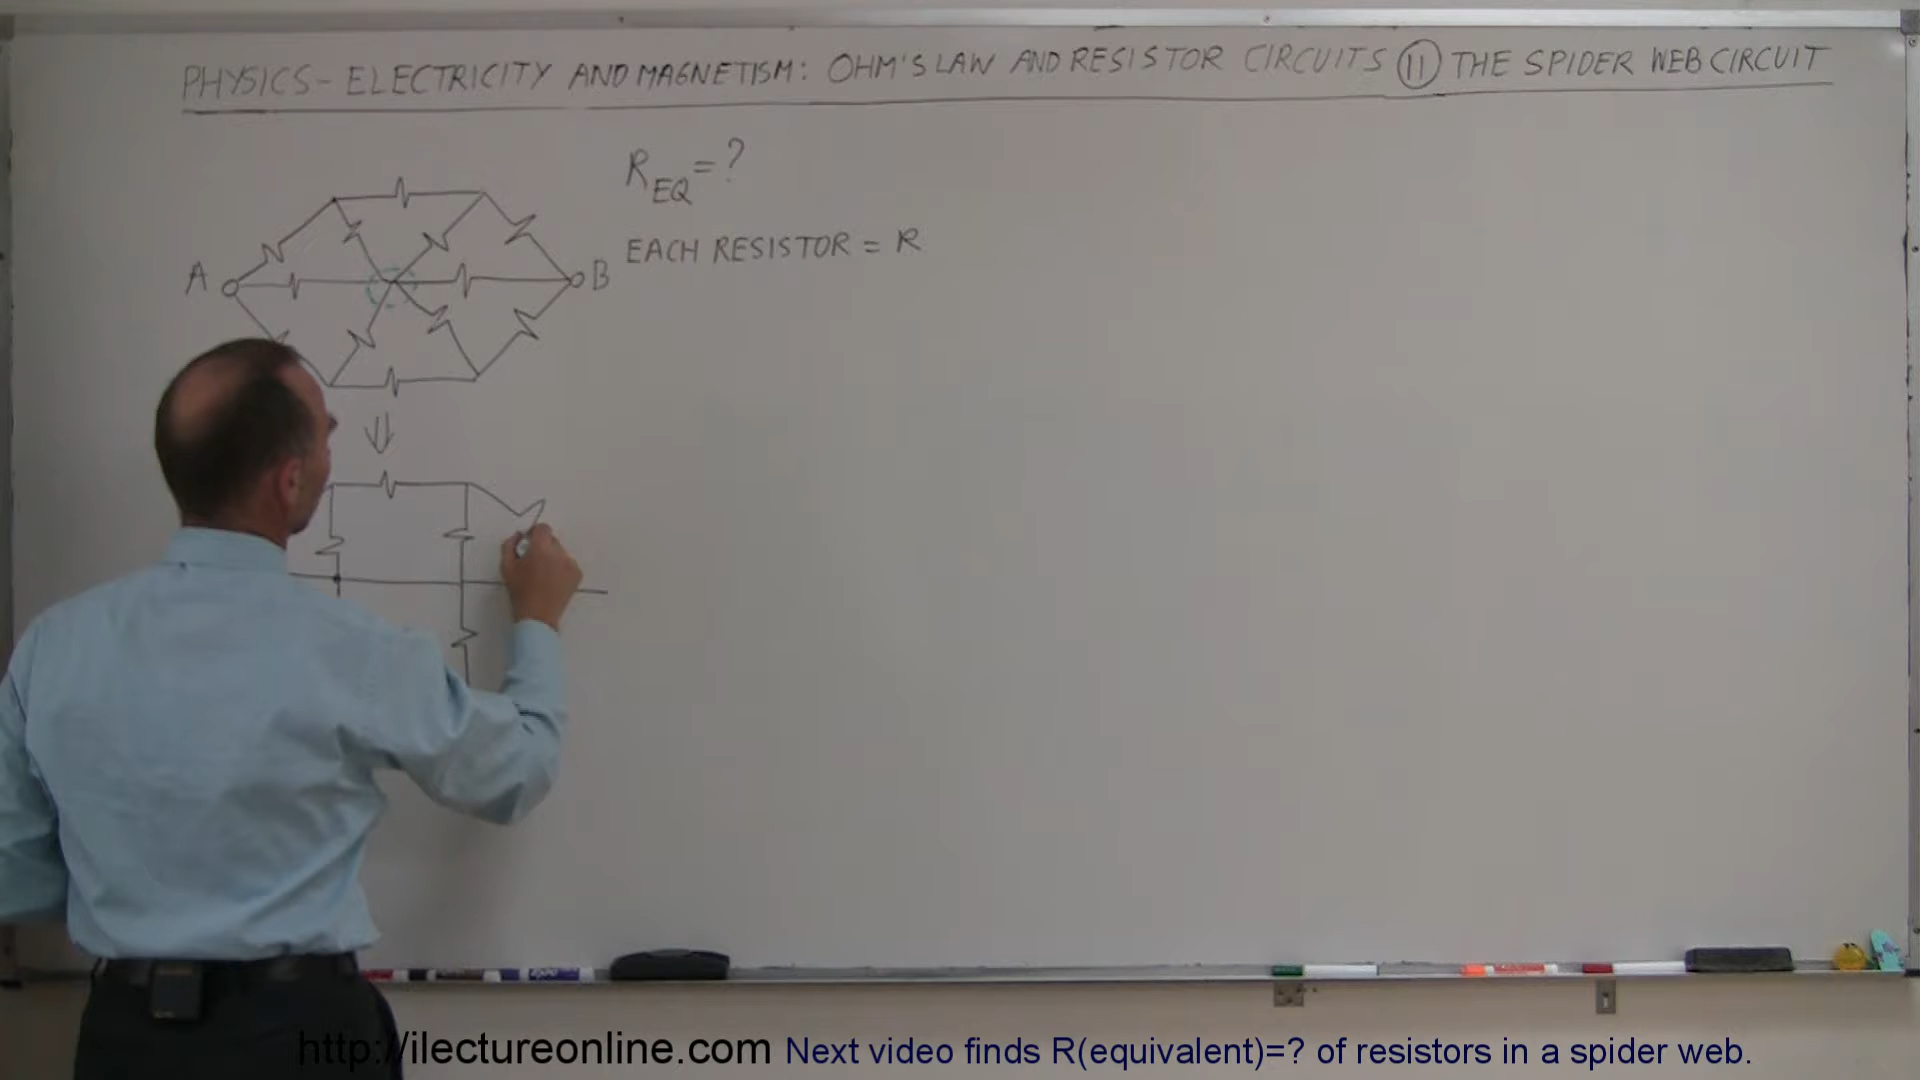 PHYSICS - ELECTRICITY AND MAGNETISM: OHM'S LAW AND RESISTOR CIRCUITS 11 THE SPIDER WEB CIRCUIT
R EQ = ?
EACH RESISTOR = R
A
B
http://ilectureonline.com Next video finds R(equivalent)=? of resistors in a spider web.